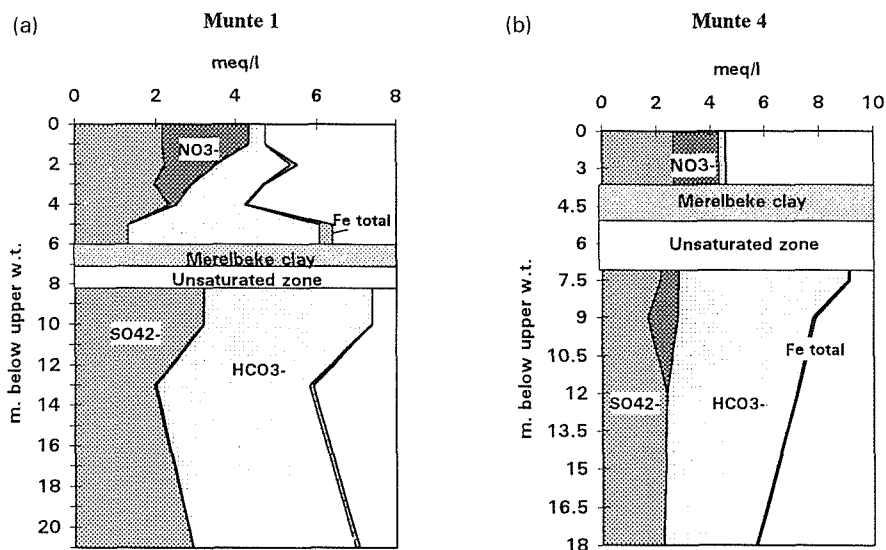 (a)
Munte 1
meq/l
0 2 4 6 8
m. below upper w.t.
0
2
4
6
8
10
12
14
16
18
20
NO3-
Fe total
Merelbeke clay
Unsaturated zone
SO42-
HCO3-
(b)
Munte 4
meq/l
0 2 4 6 8 10
m. below upper w.t.
0
1.5
3
4.5
6
7.5
9
10.5
12
13.5
15
16.5
18
NO3-
Merelbeke clay
Unsaturated zone
Fe total
SO42-
HCO3-